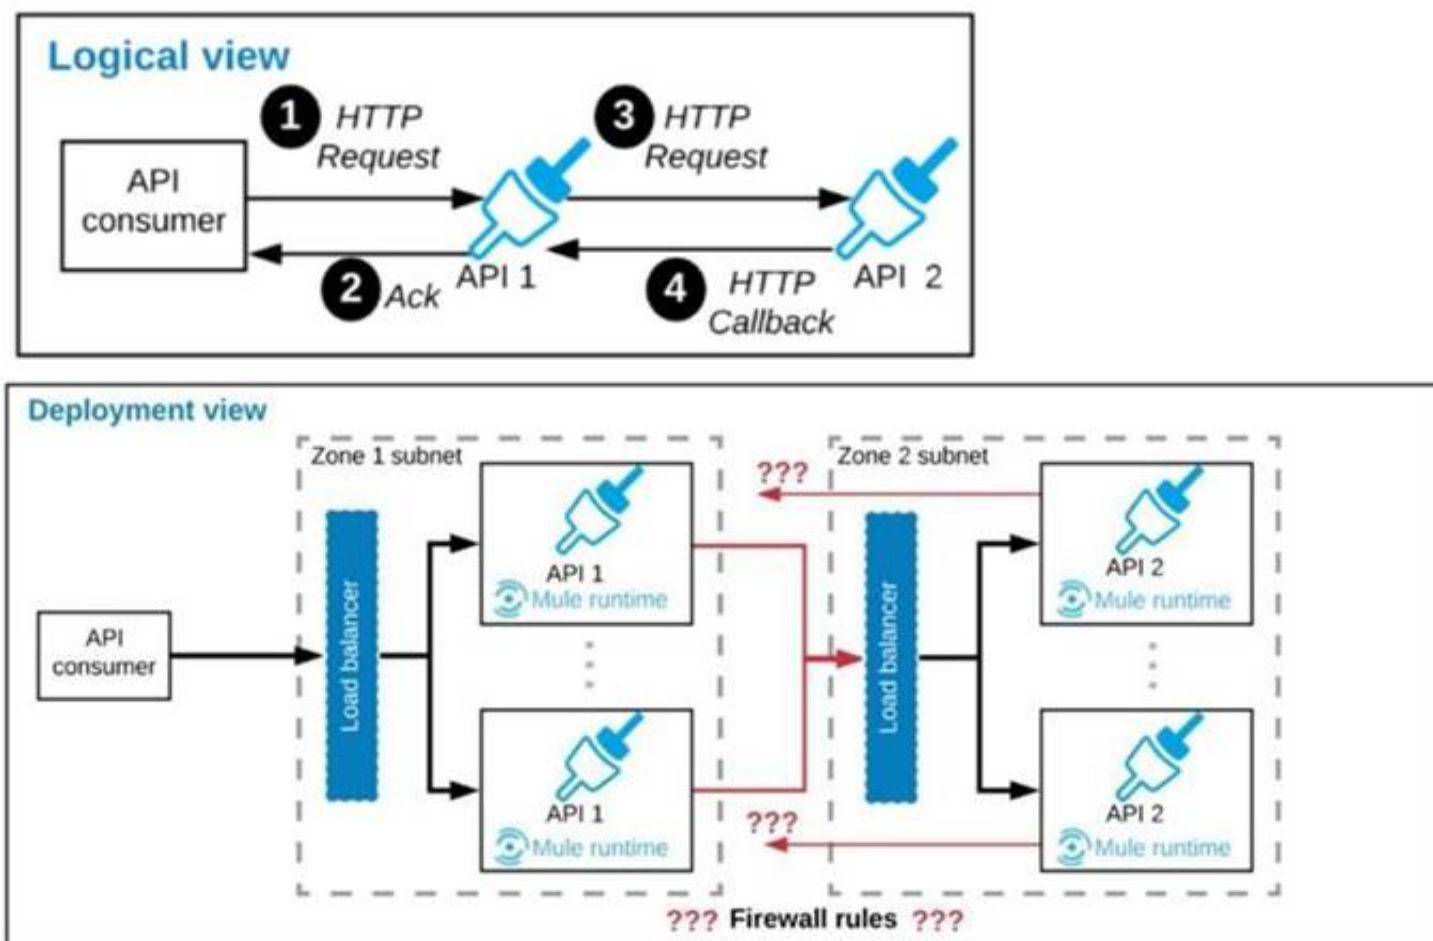 Logical view
1 HTTP
Request
3 HTTP
Request
API
consumer
2 Ack
API 1
4 HTTP
Callback
API 2
Deployment view
Zone 1 subnet
???
Zone 2 subnet
API 1
Mule runtime
API 2
Mule runtime
API
consumer
Load balancer
Load balancer
API 1
Mule runtime
???
API 2
Mule runtime
??? Firewall rules ???